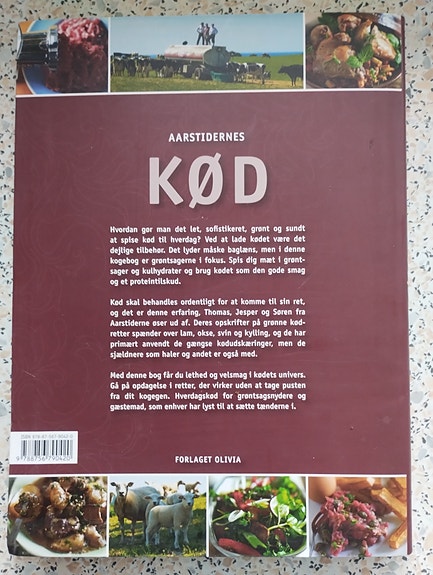 AARSTIDERNES
KØD
Hvordan gør man det let, sofistikeret, grønt og sundt
at spise kød til hverdag? Ved at lade kødet være det
dejlige tilbehør. Det lyder måske baglæns, men i denne
kogebog er grøntsagerne i fokus. Spis dig mæt i grønt-
sager og kulhydrater og brug kødet som den gode smag
og et proteintilskud.
Kød skal behandles ordentligt for at komme til sin ret,
og det er denne erfaring, Thomas, Jesper og Søren fra
Aarstiderne øser ud af. Deres opskrifter på grønne kød-
retter spænder over lam, okse, svin og kylling, og de har
primært anvendt de gængse kødudskæringer, men de
sjældnere som haler og andet er også med.
Med denne bog får du lethed og velsmag i kødets univers.
Gå på opdagelse i retter, der virker uden at tage pusten
fra dit kogegen. Hverdagskød for grøntsagsnydere og
gæstemad, som enhver har lyst til at sætte tænderne i.
9 788756 790420
FORLAGET OLIVIA